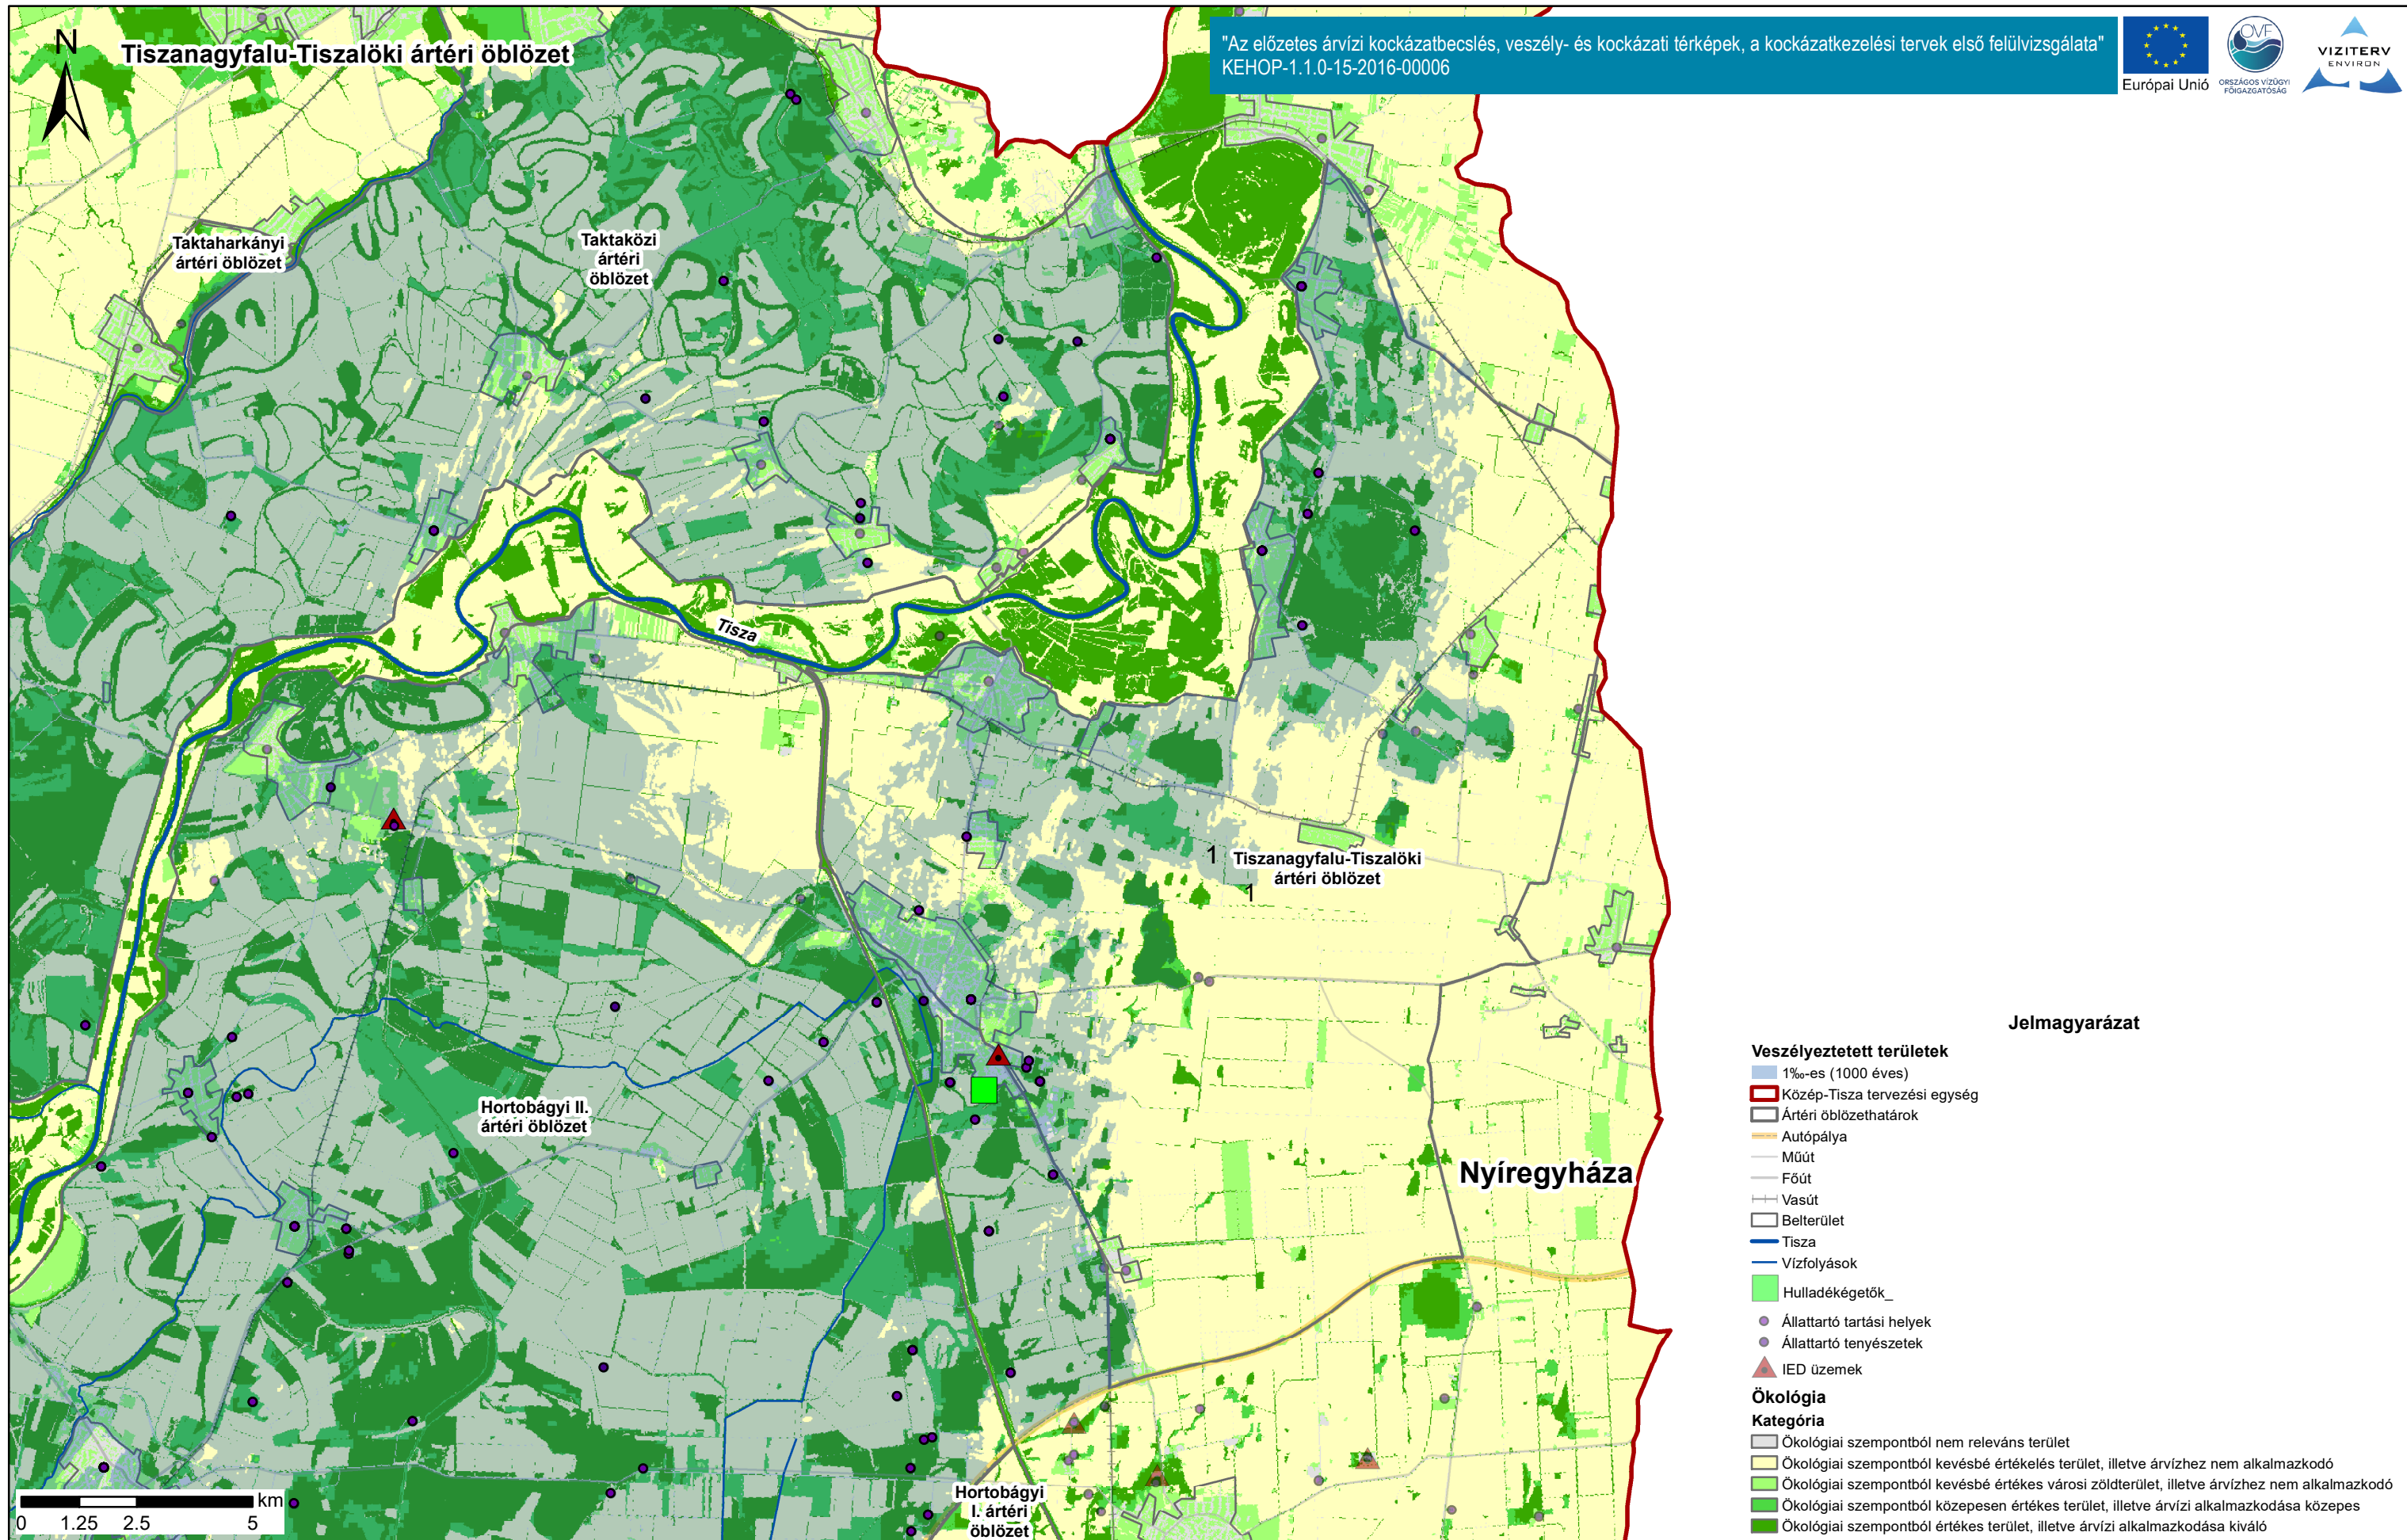 N
Tiszanagyfalu-Tiszalöki ártéri öblözet
"Az előzetes árvízi kockázatbecslés, veszély- és kockázati térképek, a kockázatkezelési tervek első felülvizsgálata"
KEHOP-1.1.0-15-2016-00006
Európai Unió
OVF
ORSZÁGOS VÍZÜGYI
FŐIGAZGATÓSÁG
VIZITERV
ENVIRON
Taktaharkányi
ártéri öblözet
Taktaközi
ártéri
öblözet
Tisza
1
Tiszanagyfalu-Tiszalöki
ártéri öblözet
1
Hortobágyi II.
ártéri öblözet
Nyíregyháza
Hortobágyi
I. ártéri
öblözet
km
0 1.25 2.5 5
Jelmagyarázat
Veszélyeztetett területek
1‰-es (1000 éves)
Közép-Tisza tervezési egység
Ártéri öblözethatárok
Autópálya
Műút
Főút
Vasút
Belterület
Tisza
Vízfolyások
Hulladékégetők_
Állattartó tartási helyek
Állattartó tenyészetek
IED üzemek
Ökológia
Kategória
Ökológiai szempontból nem releváns terület
Ökológiai szempontból kevésbé értékelés terület, illetve árvízhez nem alkalmazkodó
Ökológiai szempontból kevésbé értékes városi zöldterület, illetve árvízhez nem alkalmazkodó
Ökológiai szempontból közepesen értékes terület, illetve árvízi alkalmazkodása közepes
Ökológiai szempontból értékes terület, illetve árvízi alkalmazkodása kiváló